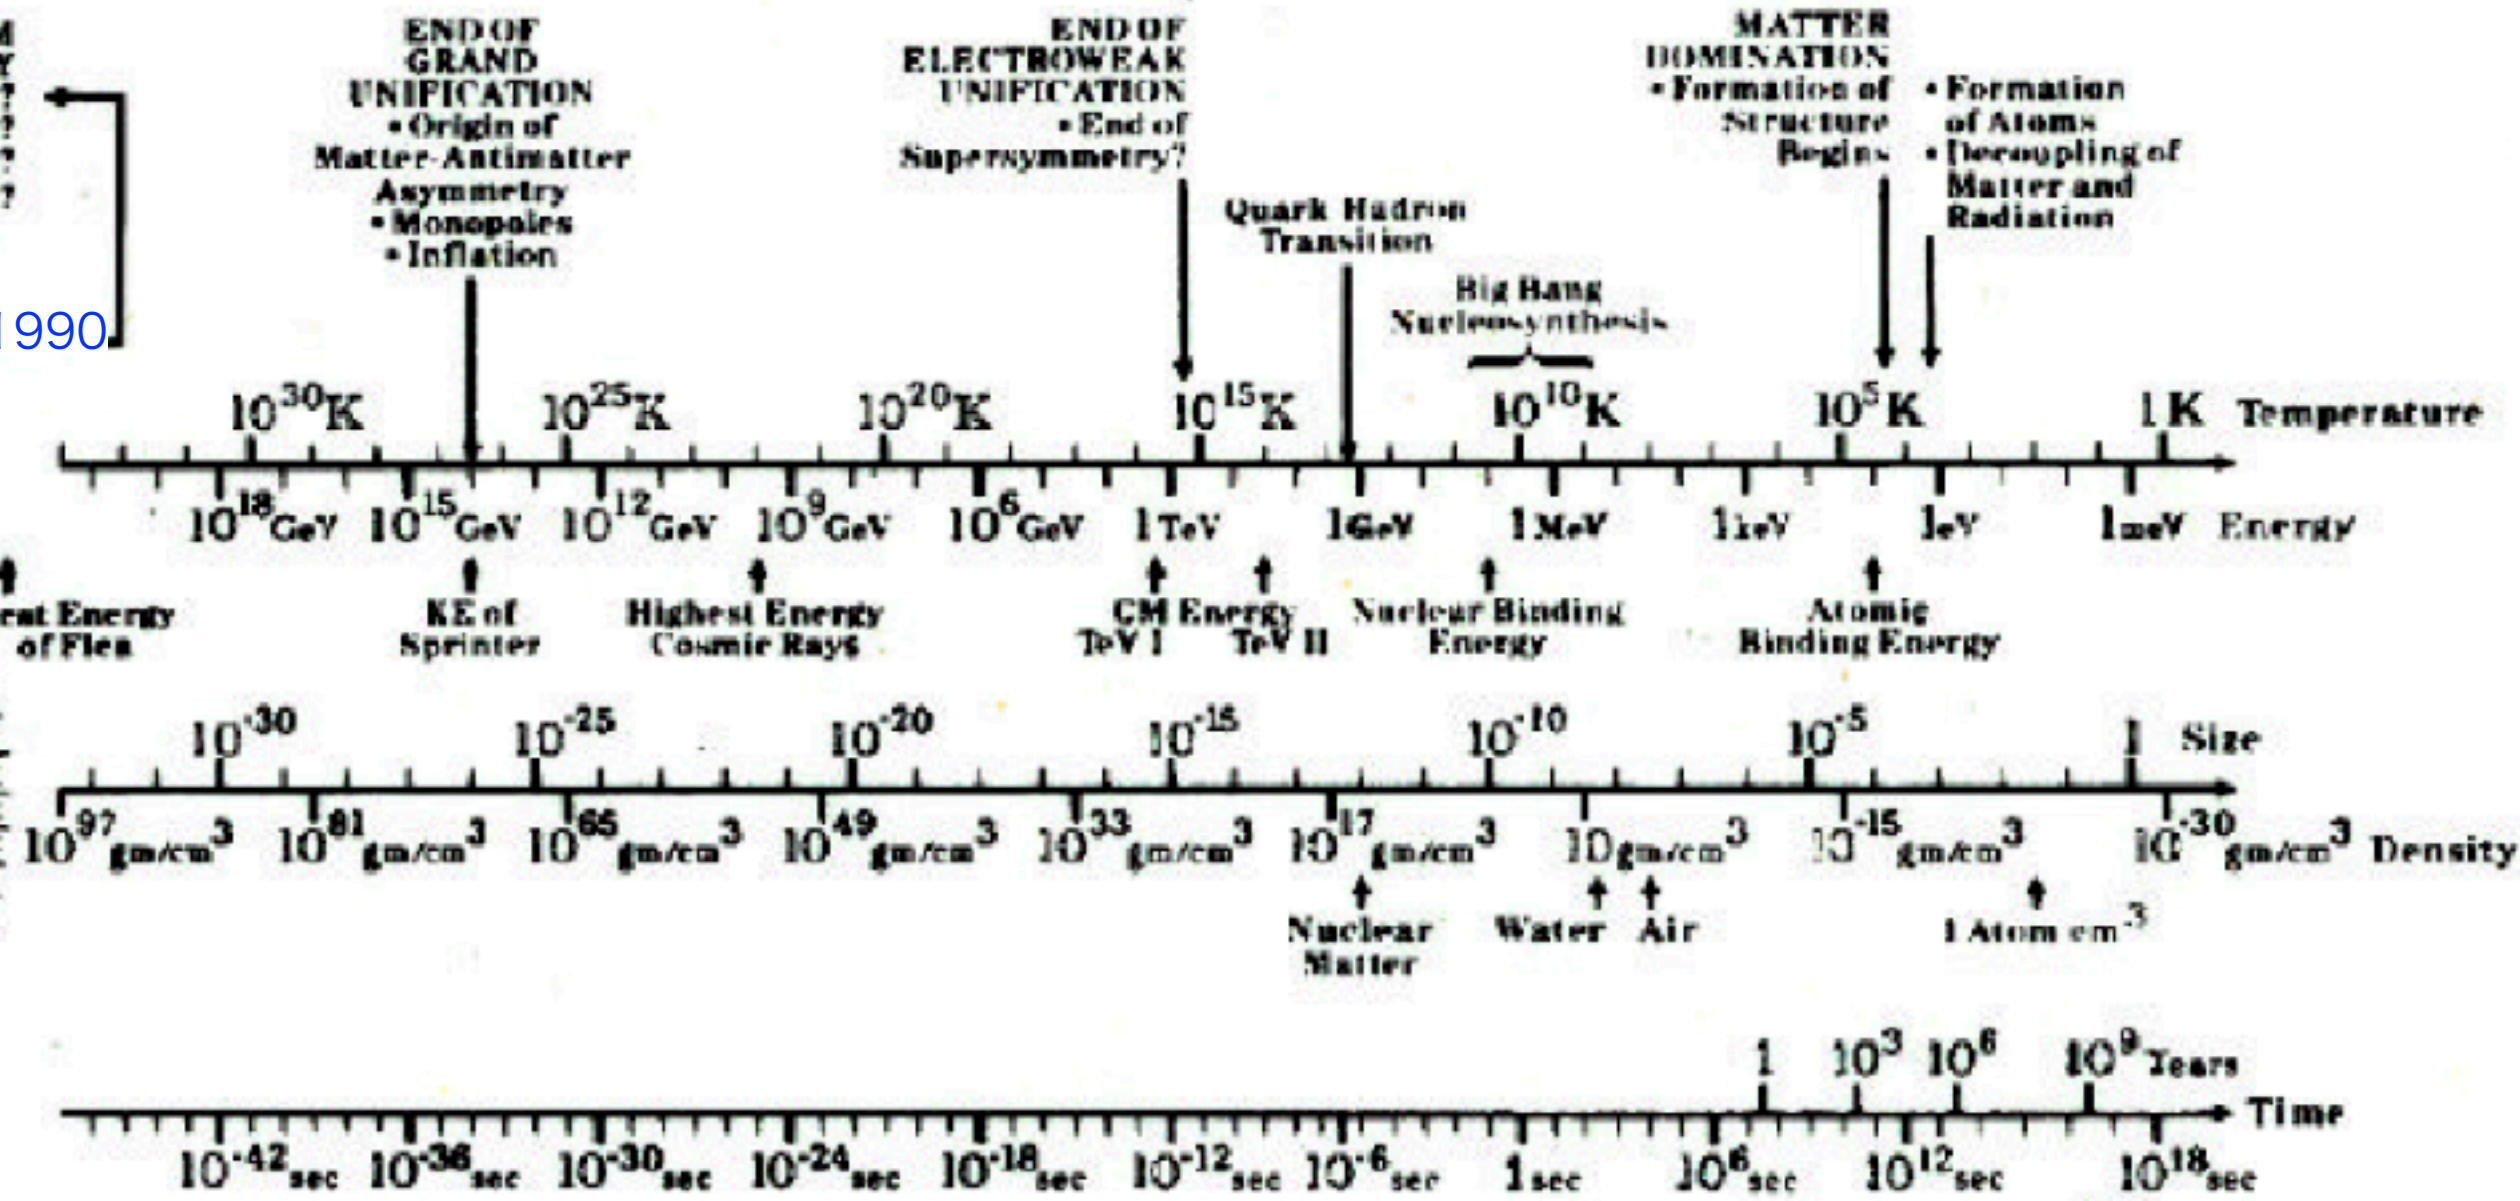 END OF
GRAND
UNIFICATION
• Origin of
Matter-Antimatter
Asymmetry
• Monopoles
• Inflation
END OF
ELECTROWEAK
UNIFICATION
• End of
Supersymmetry?
Quark Hadron
Transition
Big Bang
Nucleosynthesis
MATTER
DOMINATION
• Formation of
Structure
Begins
• Formation
of Atoms
• Decoupling of
Matter and
Radiation
?
?
?
?
1990
10³⁰K 10²⁵K 10²⁰K 10¹⁵K 10¹⁰K 10⁵K 1K Temperature
10¹⁸GeV 10¹⁵GeV 10¹²GeV 10⁹GeV 10⁶GeV 1TeV 1GeV 1MeV 1keV 1eV 1meV Energy
Energy
of Flea
KE of
Sprinter
Highest Energy
Cosmic Rays
CM Energy
TeV I TeV II
Nuclear Binding
Energy
Atomic
Binding Energy
10⁻³⁰ 10⁻²⁵ 10⁻²⁰ 10⁻¹⁵ 10⁻¹⁰ 10⁻⁵ 1 Size
10⁹⁷gm/cm³ 10⁸¹gm/cm³ 10⁶⁵gm/cm³ 10⁴⁹gm/cm³ 10³³gm/cm³ 10¹⁷gm/cm³ 10gm/cm³ 10⁻¹⁵gm/cm³ 10⁻³⁰gm/cm³ Density
Nuclear
Matter
Water
Air
1 Atom cm⁻³
1 10³ 10⁶ 10⁹ Years
Time
10⁻⁴²sec 10⁻³⁶sec 10⁻³⁰sec 10⁻²⁴sec 10⁻¹⁸sec 10⁻¹²sec 10⁻⁶sec 1sec 10⁶sec 10¹²sec 10¹⁸sec